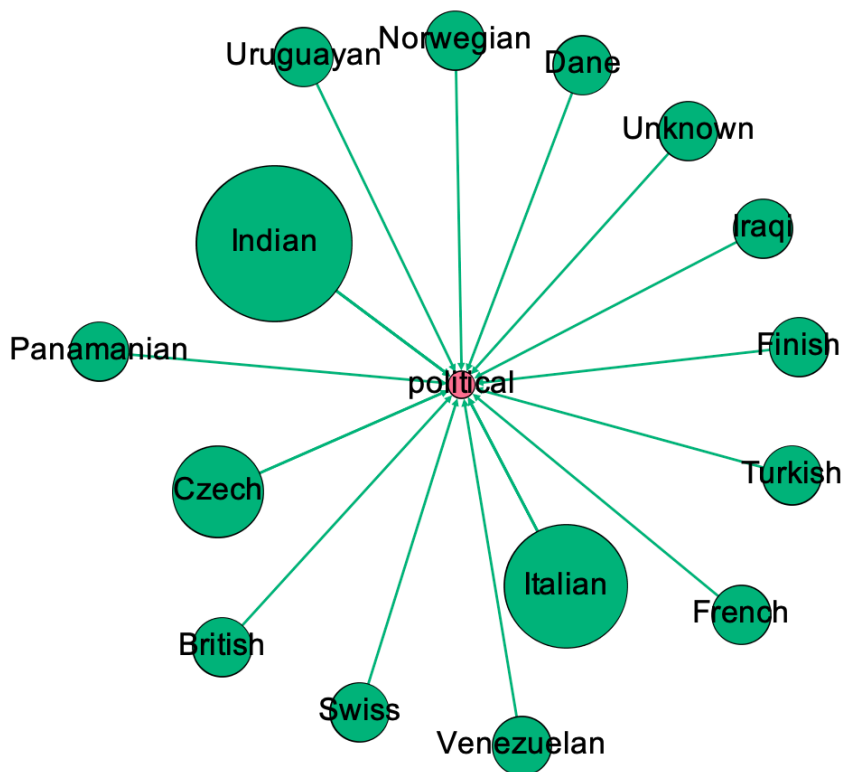 Norwegian
Uruguayan
Dane
Unknown
Iraqi
Indian
Finish
Panamanian
political
Turkish
Czech
Italian
French
British
Swiss
Venezuelan